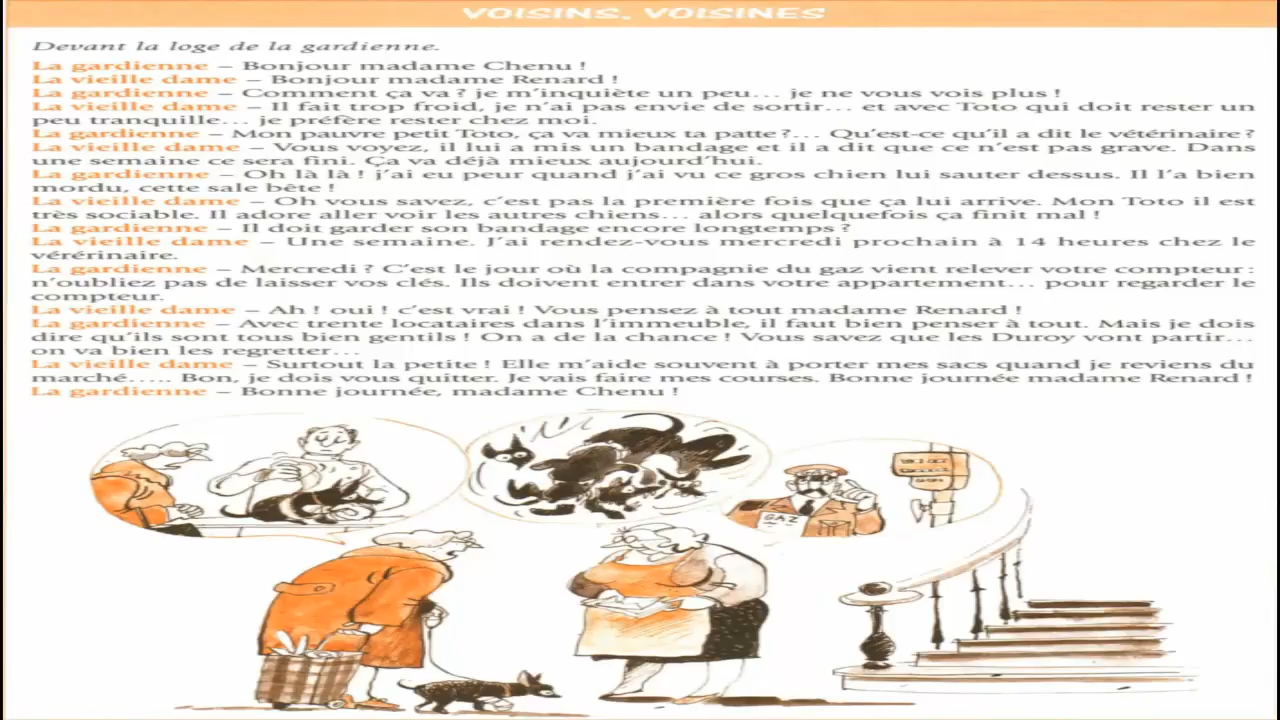 VOISINS, VOISINES
Devant la loge de la gardienne.
La gardienne – Bonjour madame Chenu !
La vieille dame – Bonjour madame Renard !
La gardienne – Comment ça va ? je m'inquiète un peu... je ne vous vois plus !
La vieille dame – Il fait trop froid, je n'ai pas envie de sortir... et avec Toto qui doit rester un
peu tranquille... je préfère rester chez moi.
La gardienne – Mon pauvre petit Toto, ça va mieux ta patte ?... Qu'est-ce qu'il a dit le vétérinaire ?
La vieille dame – Vous voyez, il lui a mis un bandage et il a dit que ce n'est pas grave. Dans
une semaine ce sera fini. Ça va déjà mieux aujourd'hui.
La gardienne – Oh là là ! j'ai eu peur quand j'ai vu ce gros chien lui sauter dessus. Il l'a bien
mordu, cette sale bête !
La vieille dame – Oh vous savez, c'est pas la première fois que ça lui arrive. Mon Toto il est
très sociable. Il adore aller voir les autres chiens... alors quelquefois ça finit mal !
La gardienne – Il doit garder son bandage encore longtemps ?
La vieille dame – Une semaine. J'ai rendez-vous mercredi prochain à 14 heures chez le
vérérinaire.
La gardienne – Mercredi ? C'est le jour où la compagnie du gaz vient relever votre compteur :
n'oubliez pas de laisser vos clés. Ils doivent entrer dans votre appartement... pour regarder le
compteur.
La vieille dame – Ah ! oui ! c'est vrai ! Vous pensez à tout madame Renard !
La gardienne – Avec trente locataires dans l'immeuble, il faut bien penser à tout. Mais je dois
dire qu'ils sont tous bien gentils ! On a de la chance ! Vous savez que les Duroy vont partir...
on va bien les regretter...
La vieille dame – Surtout la petite ! Elle m'aide souvent à porter mes sacs quand je reviens du
marché..... Bon, je dois vous quitter. Je vais faire mes courses. Bonne journée madame Renard !
La gardienne – Bonne journée, madame Chenu !
GAZ